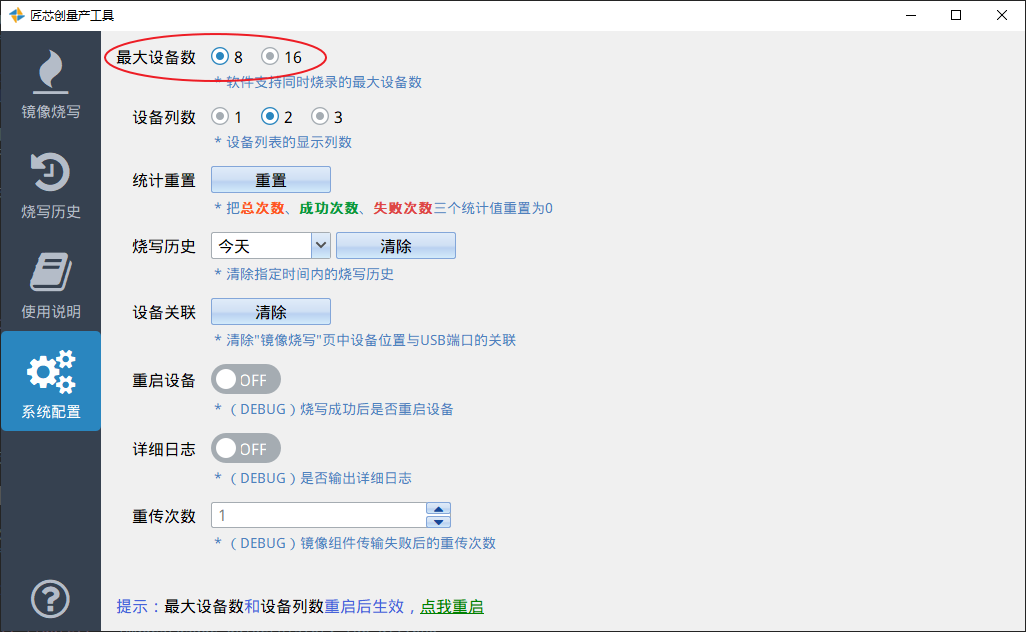 匠芯创量产工具
镜像烧写
烧写历史
使用说明
系统配置
最大设备数 8 16
* 软件支持同时烧录的最大设备数
设备列数 1 2 3
* 设备列表的显示列数
统计重置 重置
* 把总次数、成功次数、失败次数三个统计值重置为0
烧写历史 今天 清除
* 清除指定时间内的烧写历史
设备关联 清除
* 清除"镜像烧写"页中设备位置与USB端口的关联
重启设备 OFF
* （DEBUG）烧写成功后是否重启设备
详细日志 OFF
* （DEBUG）是否输出详细日志
重传次数 1
* （DEBUG）镜像组件传输失败后的重传次数
提示：最大设备数和设备列数重启后生效，点我重启